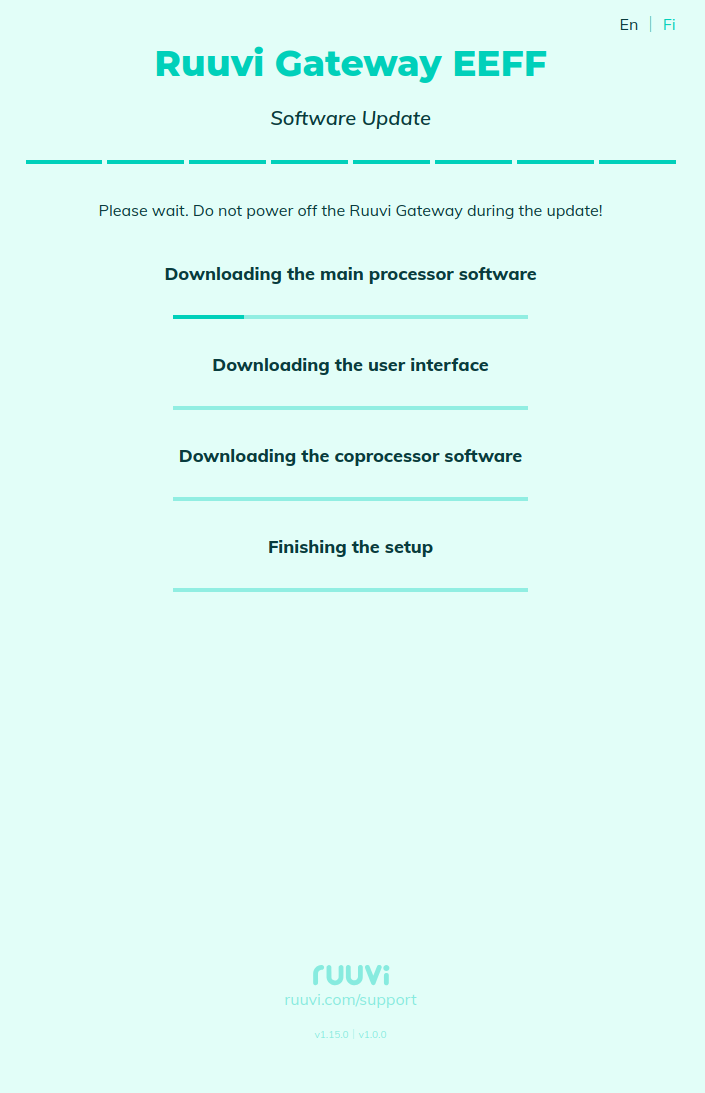 En | Fi
Ruuvi Gateway EEFF
Software Update
Please wait. Do not power off the Ruuvi Gateway during the update!
Downloading the main processor software
Downloading the user interface
Downloading the coprocessor software
Finishing the setup
ruuvi
ruuvi.com/support
v1.15.0 | v1.0.0